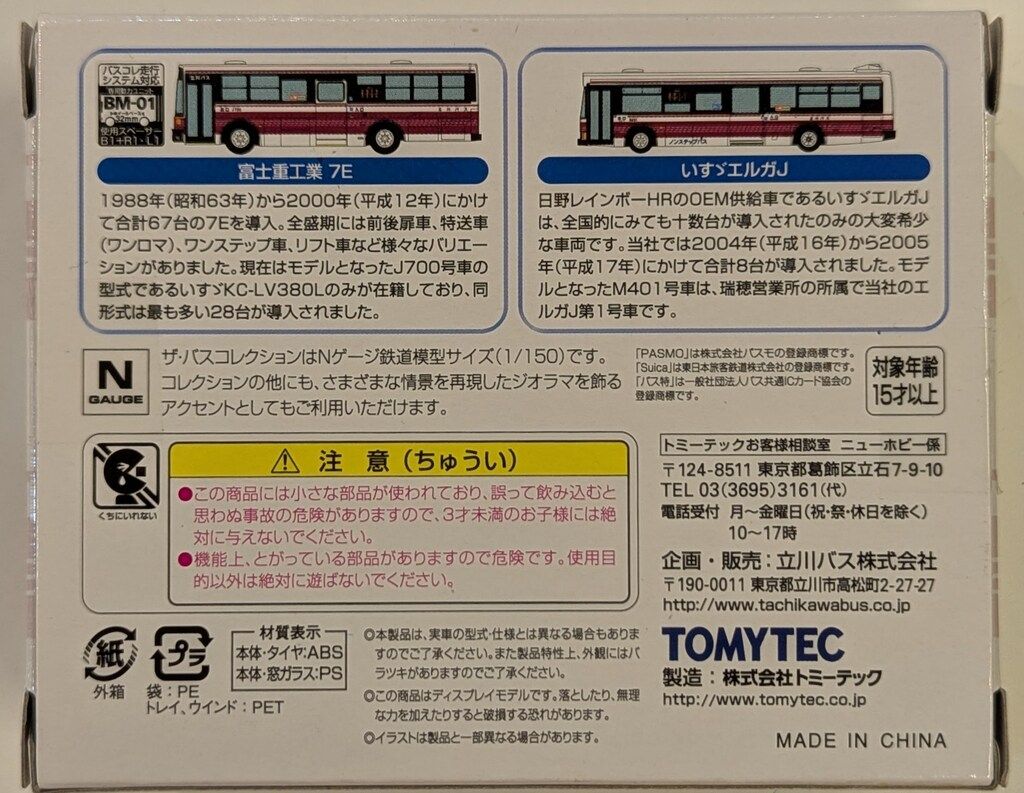 バスコレ走行
システム対応
専用動力ユニット
BM-01
使用スペーサー
B1+R1・L1
立川バス
富士重工業 7E
1988年(昭和63年)から2000年(平成12年)にかけ
て合計67台の7Eを導入。全盛期には前後扉車、特送車
(ワンロマ)、ワンステップ車、リフト車など様々なバリエー
ションがありました。現在はモデルとなったJ700号車の
型式であるいすゞKC-LV380Lのみが在籍しており、同
形式は最も多い28台が導入されました。
ノンステップバス
いすゞエルガJ
日野レインボーHRのOEM供給車であるいすゞエルガJ
は、全国的にみても十数台が導入されたのみの大変希少
な車両です。当社では2004年(平成16年)から2005
年(平成17年)にかけて合計8台が導入されました。モデ
ルとなったM401号車は、瑞穂営業所の所属で当社のエ
ルガJ第1号車です。
N
GAUGE
ザ・バスコレクションはNゲージ鉄道模型サイズ(1/150)です。
コレクションの他にも、さまざまな情景を再現したジオラマを飾る
アクセントとしてもご利用いただけます。
「PASMO」は株式会社パスモの登録商標です。
「Suica」は東日本旅客鉄道株式会社の登録商標です。
「バス特」は一般社団法人バス共通ICカード協会の
登録商標です。
対象年齢
15才以上
くちにいれない
注 意 (ちゅうい)
●この商品には小さな部品が使われており、誤って飲み込むと
思わぬ事故の危険がありますので、3才未満のお子様には絶
対に与えないでください。
●機能上、とがっている部品がありますので危険です。使用目
的以外は絶対に遊ばないでください。
トミーテックお客様相談室 ニューホビー係
〒124-8511 東京都葛飾区立石7-9-10
TEL 03(3695)3161(代)
電話受付 月〜金曜日(祝・祭・休日を除く)
10〜17時
企画・販売:立川バス株式会社
〒190-0011 東京都立川市高松町2-27-27
http://www.tachikawabus.co.jp
TOMYTEC
製造:株式会社トミーテック
http://www.tomytec.co.jp
MADE IN CHINA
紙
外箱
プラ
袋:PE
トレイ、ウインド:PET
材質表示
本体・タイヤ:ABS
本体・窓ガラス:PS
◎本製品は、実車の型式・仕様とは異なる場合もありま
すのでご了承ください。また製品特性上、外観にはバ
ラツキがありますのでご了承ください。
◎この商品はディスプレイモデルです。落としたり、無理
な力を加えたりすると破損する恐れがあります。
◎イラストは製品と一部異なる場合があります。